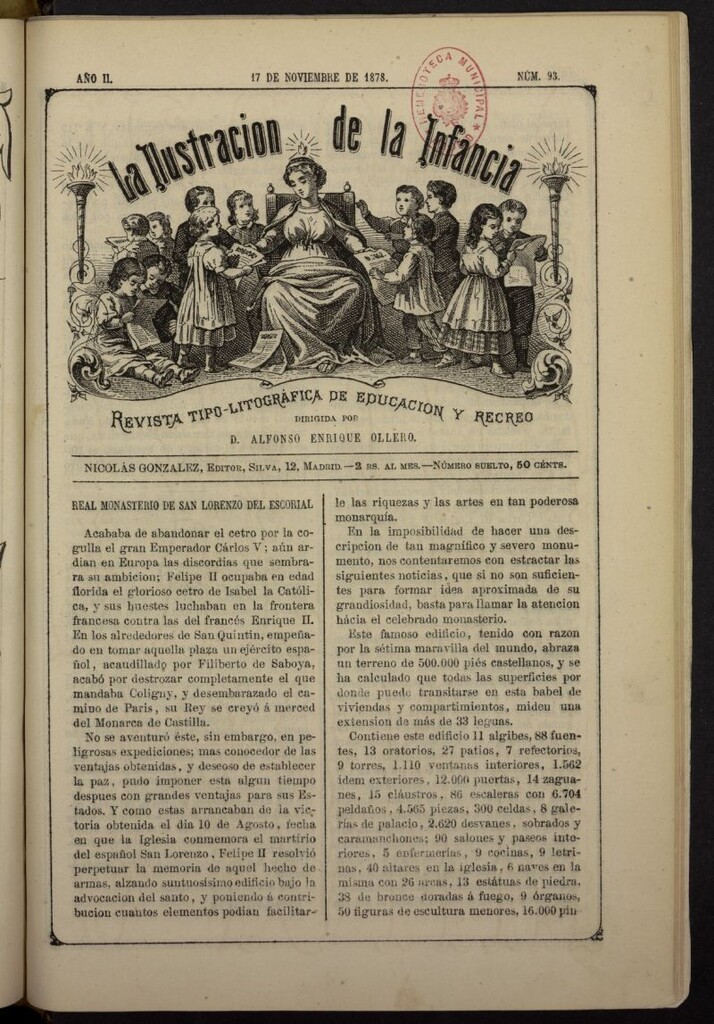 AÑO II.
17 DE NOVIEMBRE DE 1878.
NÚM. 93.
HEMEROTECA MUNICIPAL
La Ilustracion de la Infancia
REVISTA TIPO-LITOGRÁFICA DE EDUCACION Y RECREO
DIRIGIDA POR
D. ALFONSO ENRIQUE OLLERO.
NICOLÁS GONZALEZ, EDITOR, SILVA, 12, MADRID.—2 RS. AL MES.—NÚMERO SUELTO, 50 CÉNTS.
REAL MONASTERIO DE SAN LORENZO DEL ESCORIAL
Acababa de abandonar el cetro por la co-
gulla el gran Emperador Cárlos V; aún ar-
dian en Europa las discordias que sembra-
ra su ambicion; Felipe II ocupaba en edad
florida el glorioso cetro de Isabel la Católi-
ca, y sus huestes luchaban en la frontera
francesa contra las del francés Enrique II.
En los alrededores de San Quintin, empeña-
do en tomar aquella plaza un ejército espa-
ñol, acaudillado por Filiberto de Saboya,
acabó por destrozar completamente el que
mandaba Coligny, y desembarazado el ca-
mino de Paris, su Rey se creyó á merced
del Monarca de Castilla.
No se aventuró éste, sin embargo, en pe-
ligrosas expediciones; mas conocedor de las
ventajas obtenidas, y deseoso de establecer
la paz, pudo imponer esta algun tiempo
despues con grandes ventajas para sus Es-
tados. Y como estas arrancaban de la vic-
toria obtenida el dia 10 de Agosto, fecha
en que la Iglesia conmemora el martirio
del español San Lorenzo, Felipe II resolvió
perpetuar la memoria de aquel hecho de
armas, alzando suntuosísimo edificio bajo la
advocacion del santo, y poniendo á contri-
bucion cuantos elementos podian facilitar-
le las riquezas y las artes en tan poderosa
monarquía.
En la imposibilidad de hacer una des-
cripcion de tan magnífico y severo monu-
mento, nos contentaremos con estractar las
siguientes noticias, que si no son suficien-
tes para formar idea aproximada de su
grandiosidad, basta para llamar la atencion
hácia el celebrado monasterio.
Este famoso edificio, tenido con razon
por la sétima maravilla del mundo, abraza
un terreno de 500.000 piés castellanos, y se
ha calculado que todas las superficies por
donde puede transitarse en esta babel de
viviendas y compartimientos, miden una
extension de más de 33 leguas.
Contiene este edificio 11 algibes, 88 fuen-
tes, 13 oratorios, 27 patios, 7 refectorios,
9 torres, 1.110 ventanas interiores, 1.562
idem exteriores, 12.000 puertas, 14 zagua-
nes, 15 cláustros, 86 escaleras con 6.704
peldaños, 4.565 piezas, 300 celdas, 8 gale-
rías de palacio, 2.620 desvanes, sobrados y
caramanchones; 90 salones y paseos inte-
riores, 5 enfermerías, 9 cocinas, 9 letri-
nas, 40 altares en la iglesia, 6 naves en la
misma con 26 arcas, 13 estátuas de piedra,
38 de bronce doradas á fuego, 9 órganos,
50 figuras de escultura menores, 16.000 pin-